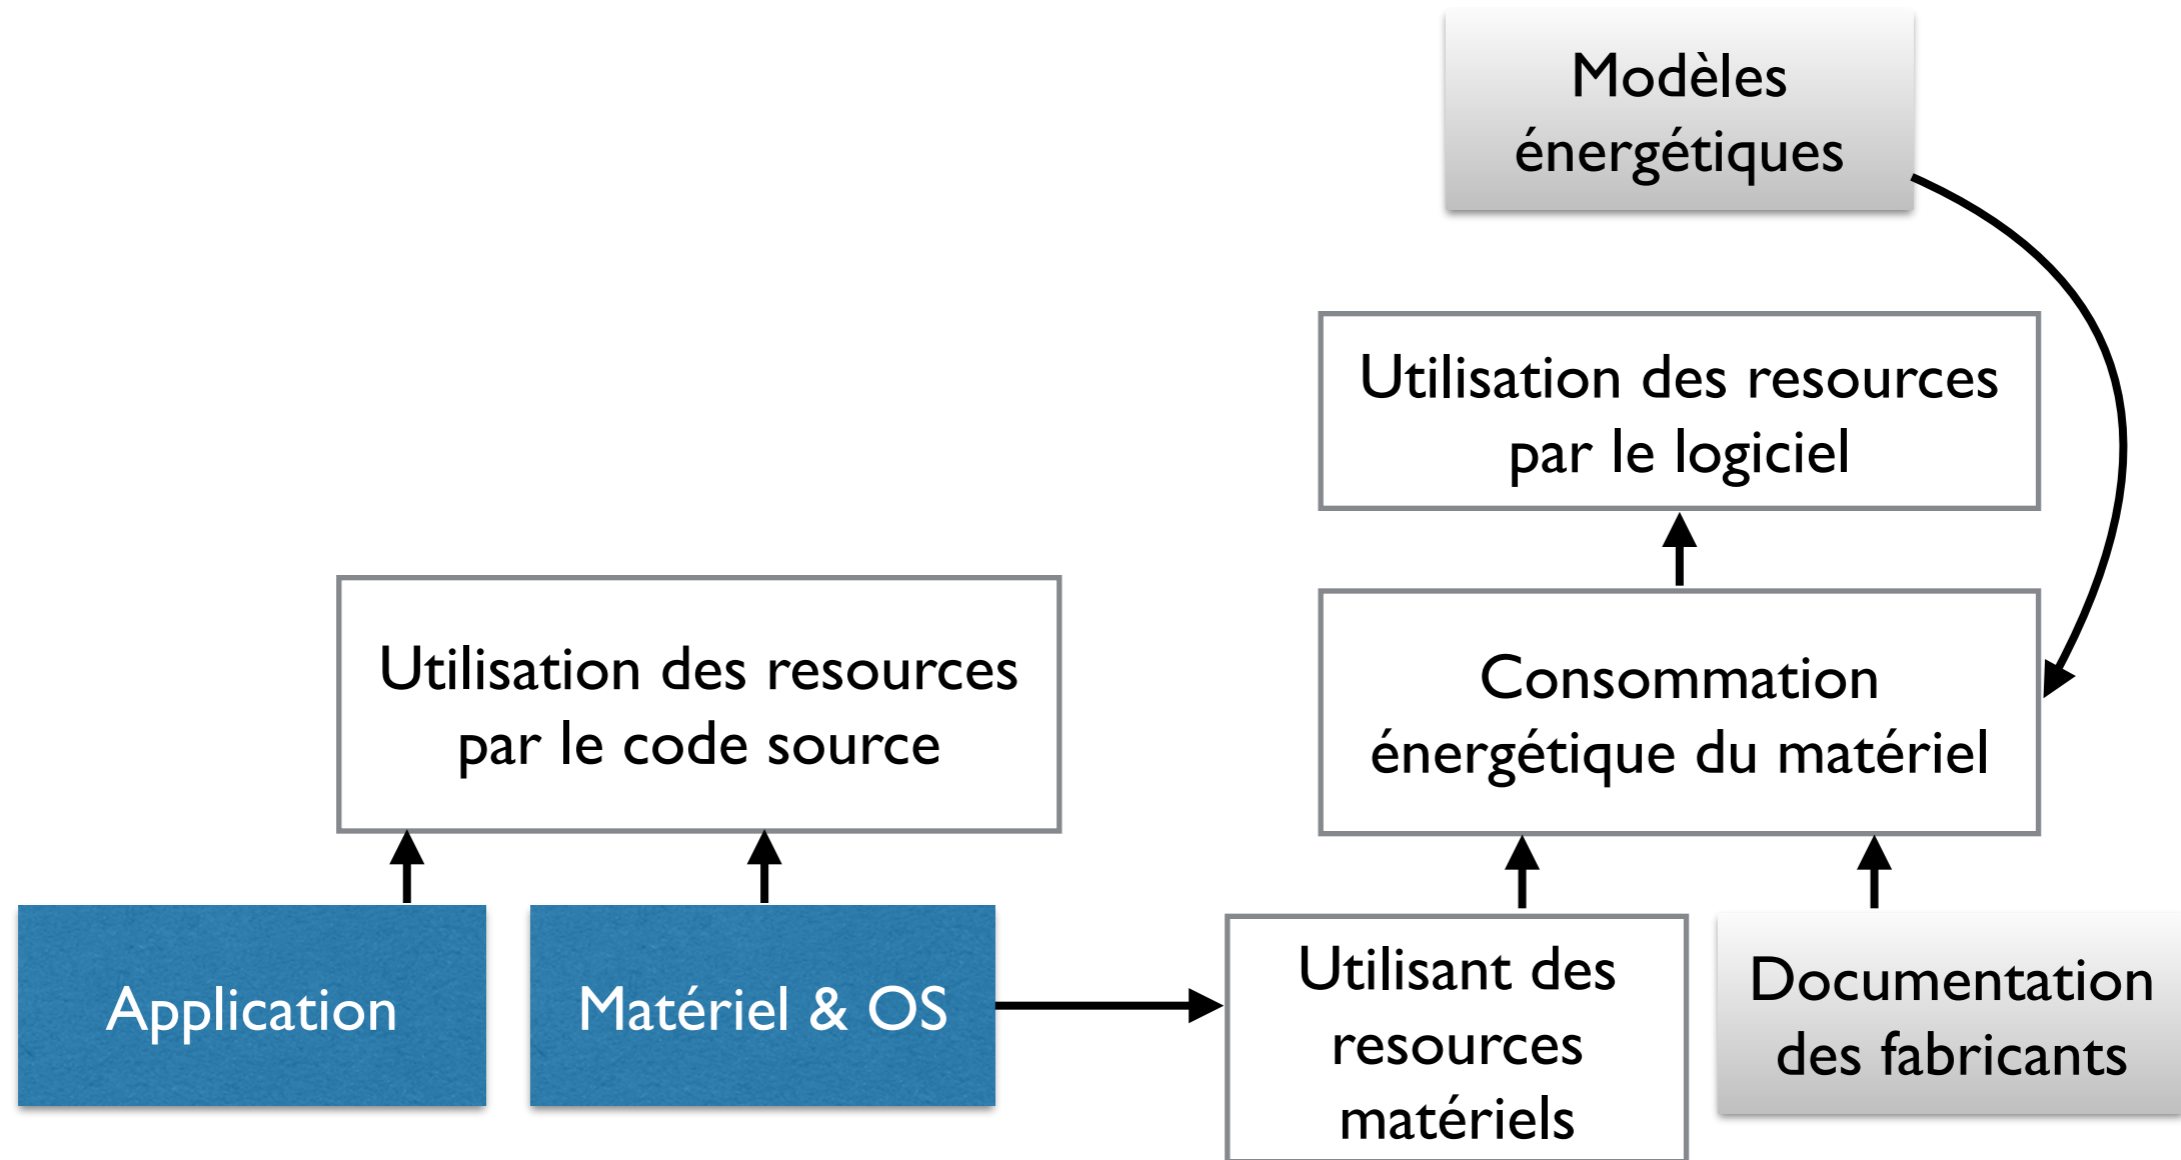 Modèles
énergétiques
Utilisation des resources
par le logiciel
Utilisation des resources
par le code source
Consommation
énergétique du matériel
Application
Matériel & OS
Utilisant des
resources
matériels
Documentation
des fabricants